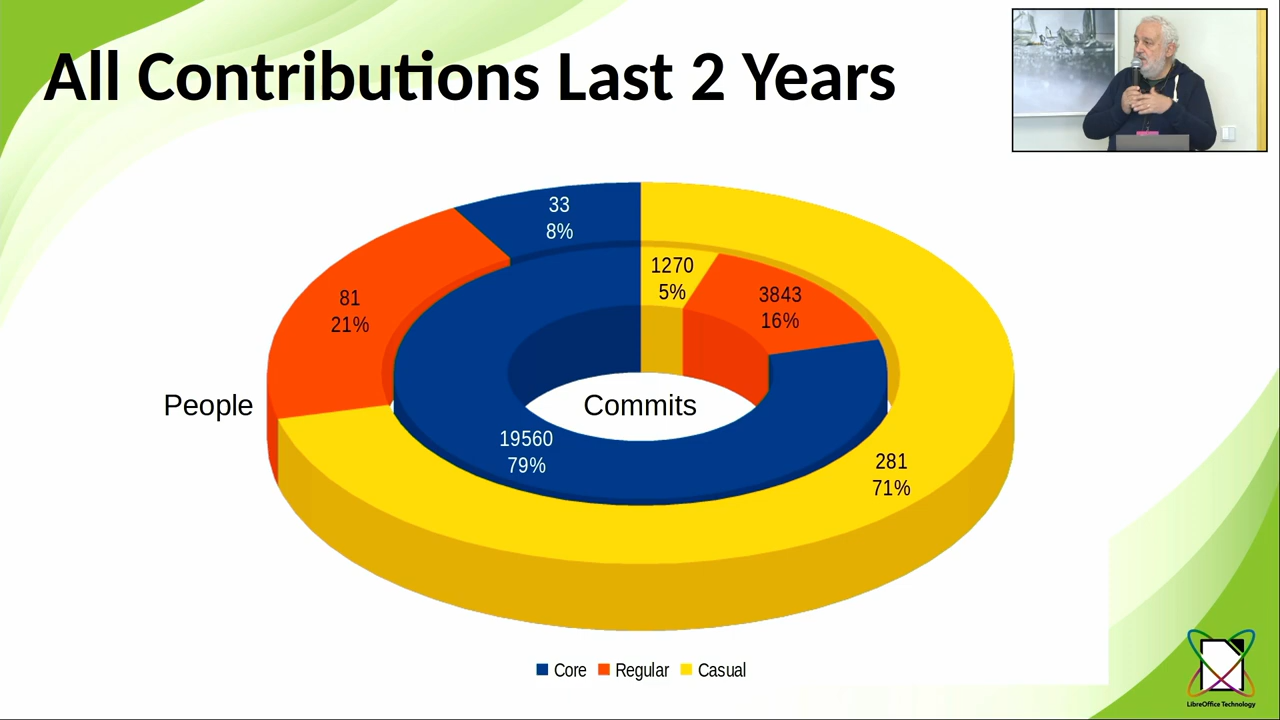 All Contributions Last 2 Years
33
8%
1270
5%
3843
16%
81
21%
People
Commits
19560
79%
281
71%
Core
Regular
Casual
LibreOffice Technology